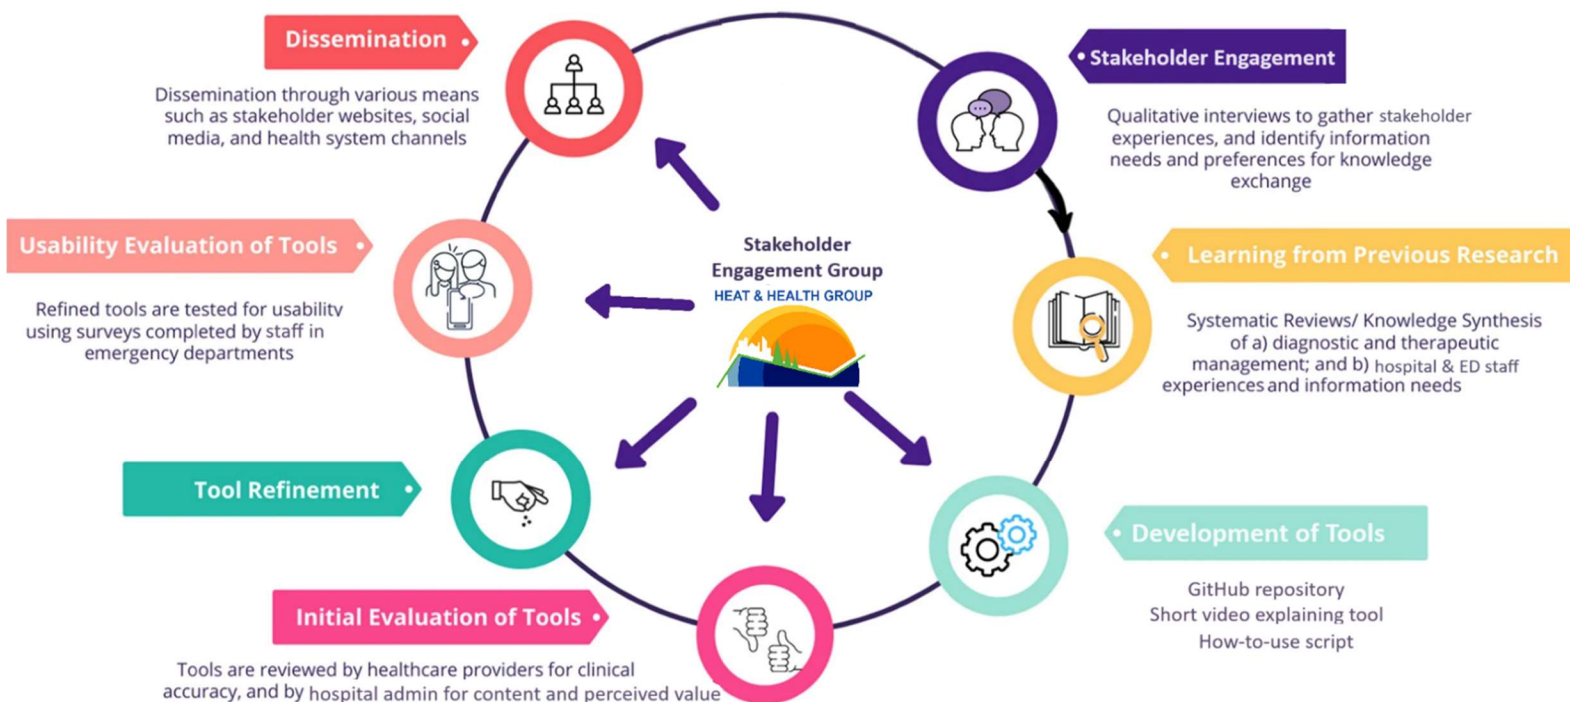 Dissemination
Dissemination through various means
such as stakeholder websites, social
media, and health system channels
Stakeholder Engagement
Qualitative interviews to gather stakeholder
experiences, and identify information
needs and preferences for knowledge
exchange
Usability Evaluation of Tools
Refined tools are tested for usability
using surveys completed by staff in
emergency departments
Stakeholder
Engagement Group
HEAT & HEALTH GROUP
Learning from Previous Research
Systematic Reviews/ Knowledge Synthesis
of a) diagnostic and therapeutic
management; and b) hospital & ED staff
experiences and information needs
Tool Refinement
Development of Tools
GitHub repository
Short video explaining tool
How-to-use script
Initial Evaluation of Tools
Tools are reviewed by healthcare providers for clinical
accuracy, and by hospital admin for content and perceived value